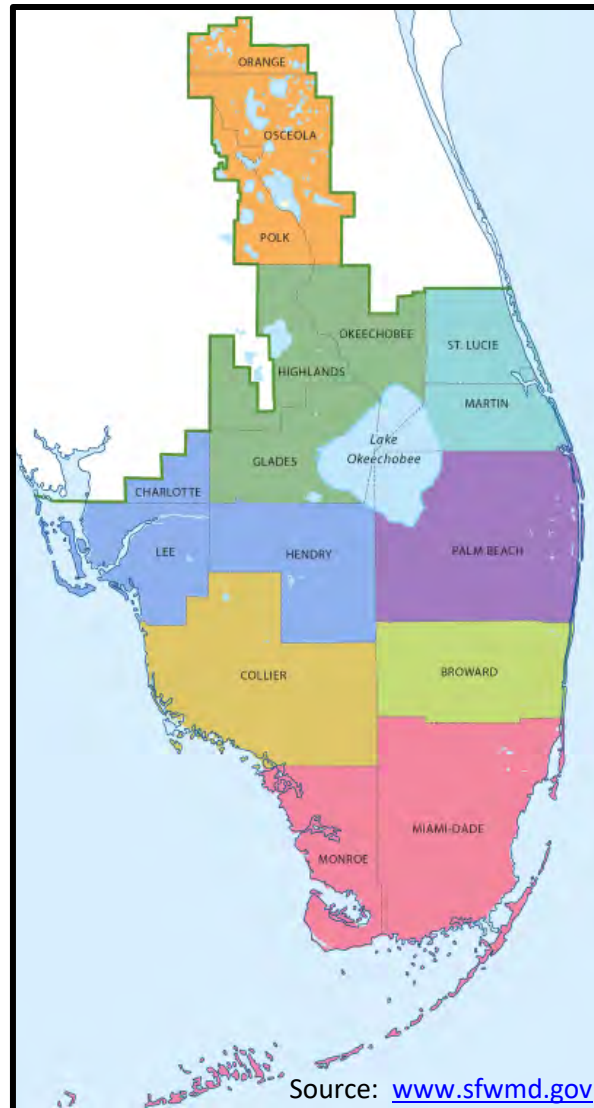 ORANGE
OSCEOLA
POLK
OKEECHOBEE
ST. LUCIE
HIGHLANDS
MARTIN
Lake
Okeechobee
GLADES
CHARLOTTE
LEE
HENDRY
PALM BEACH
COLLIER
BROWARD
MIAMI-DADE
MONROE
Source: www.sfwmd.gov